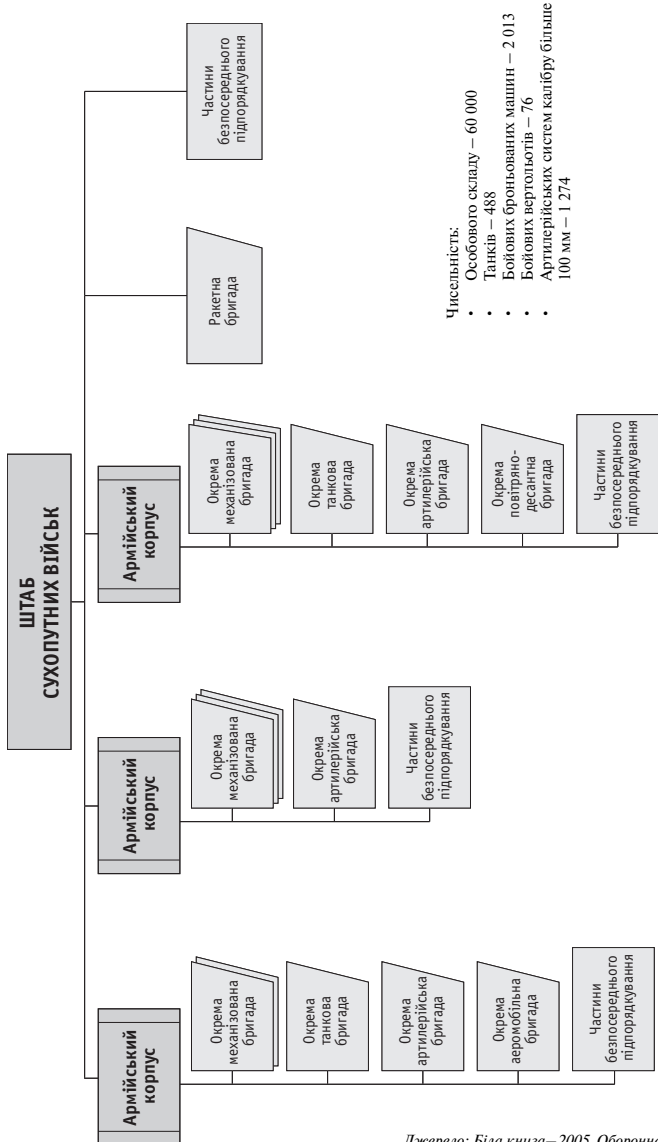 ШТАБ
СУХОПУТНИХ ВІЙСЬК
Армійський
корпус
Окрема
механізована
бригада
Окрема
танкова
бригада
Окрема
артилерійська
бригада
Окрема
аеромобільна
бригада
Частини
безпосереднього
підпорядкування
Армійський
корпус
Окрема
механізована
бригада
Окрема
артилерійська
бригада
Частини
безпосереднього
підпорядкування
Армійський
корпус
Окрема
механізована
бригада
Окрема
танкова
бригада
Окрема
артилерійська
бригада
Окрема
повітряно-
десантна
бригада
Частини
безпосереднього
підпорядкування
Ракетна
бригада
Частини
безпосереднього
підпорядкування
Чисельність:
• Особового складу – 60 000
• Танків – 488
• Бойових броньованих машин – 2 013
• Бойових вертольотів – 76
• Артилерійських систем калібру більше
100 мм – 1 274
Джерело: Біла книга–2005. Оборонна